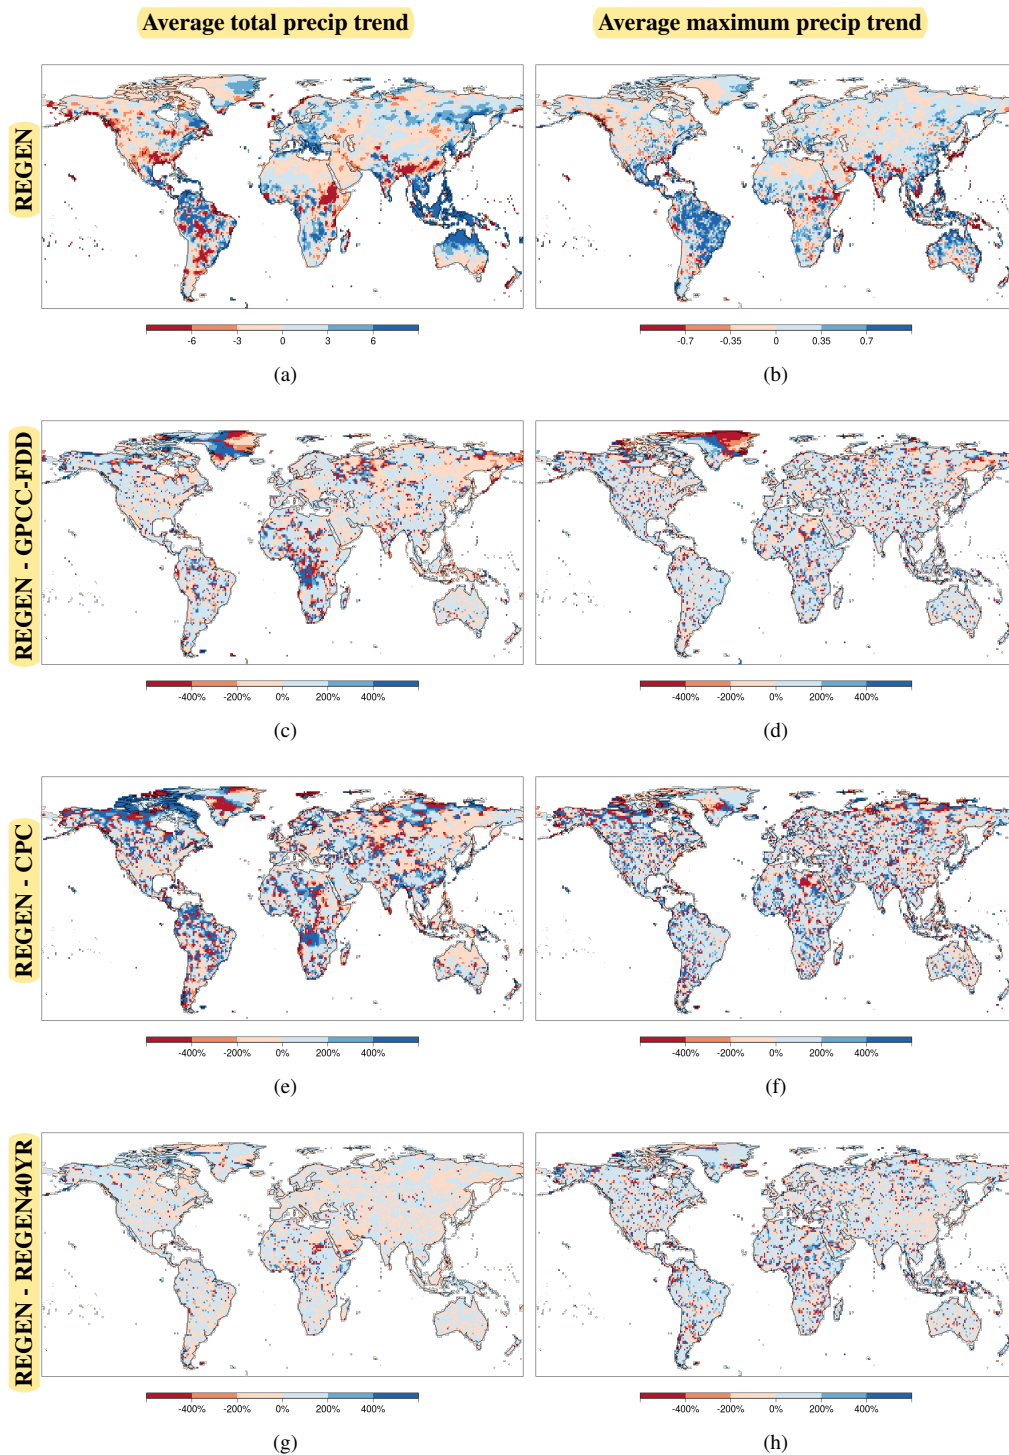 Average total precip trend
Average maximum precip trend
REGEN
-6 -3 0 3 6
-0.7 -0.35 0 0.35 0.7
(a)
(b)
REGEN - GPCC-FDD
-400% -200% 0% 200% 400%
-400% -200% 0% 200% 400%
(c)
(d)
REGEN - CPC
-400% -200% 0% 200% 400%
-400% -200% 0% 200% 400%
(e)
(f)
REGEN - REGEN40YR
-400% -200% 0% 200% 400%
-400% -200% 0% 200% 400%
(g)
(h)